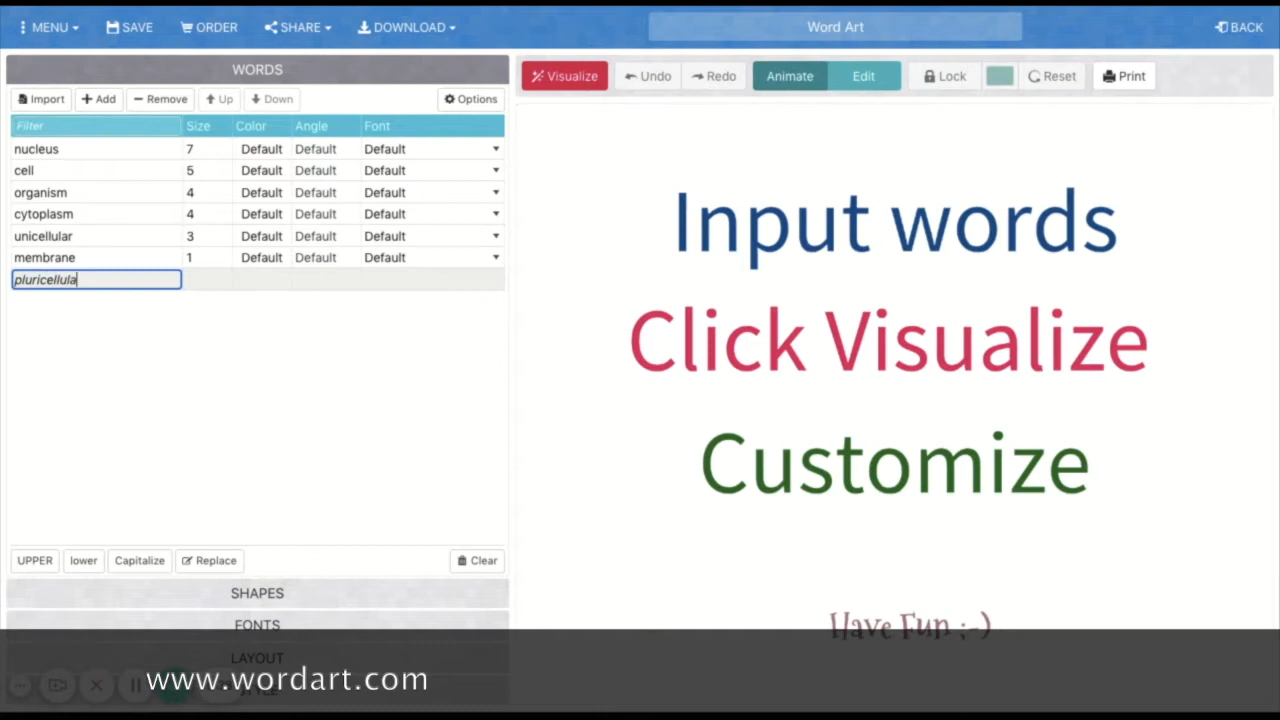 MENU SAVE ORDER SHARE DOWNLOAD Word Art BACK
WORDS
Import Add Remove Up Down Options
Filter Size Color Angle Font
nucleus 7 Default Default Default
cell 5 Default Default Default
organism 4 Default Default Default
cytoplasm 4 Default Default Default
unicellular 3 Default Default Default
membrane 1 Default Default Default
pluricellula
UPPER lower Capitalize Replace Clear
SHAPES
FONTS
LAYOUT
STYLE
Visualize Undo Redo Animate Edit Lock Reset Print
Input words
Click Visualize
Customize
Have Fun ;-)
www.wordart.com